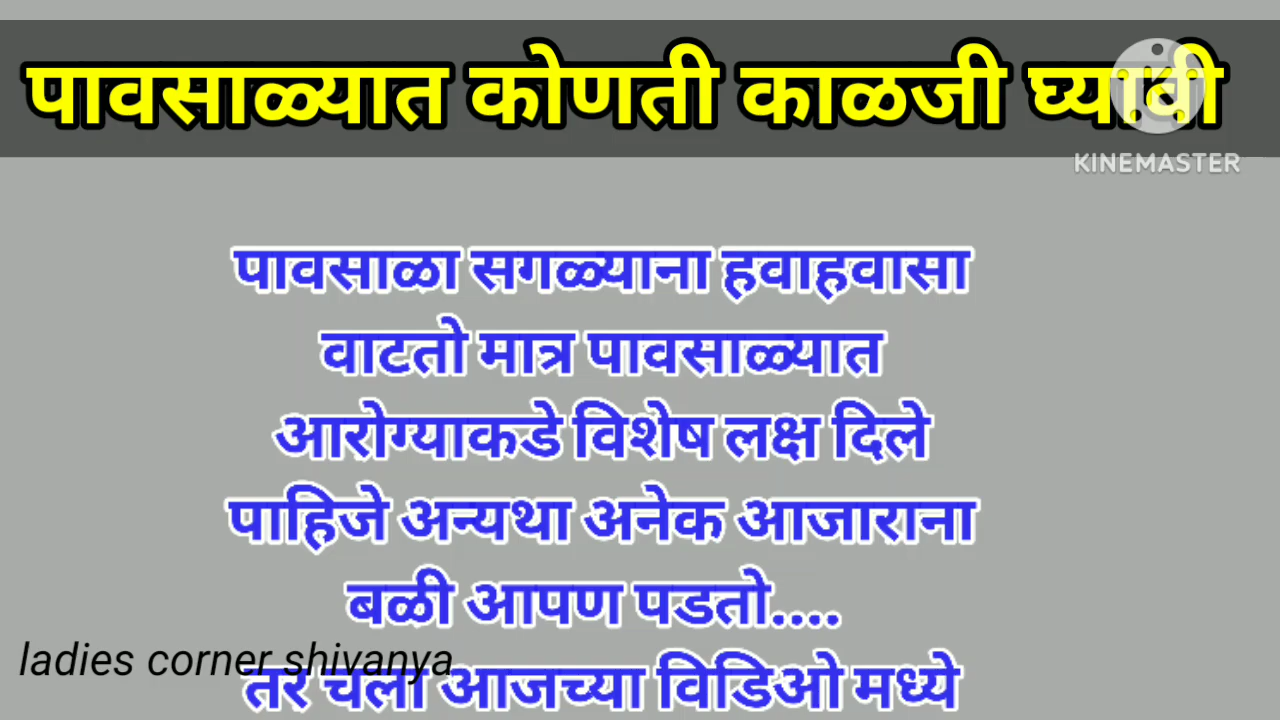 पावसाळ्यात कोणती काळजी घ्यावी
KINEMASTER
पावसाळा सगळ्याना हवाहवासा
वाटतो मात्र पावसाळ्यात
आरोग्याकडे विशेष लक्ष दिले
पाहिजे अन्यथा अनेक आजाराना
बळी आपण पडतो....
ladies corner shivanya
तर चला आजच्या विडिओ मध्ये